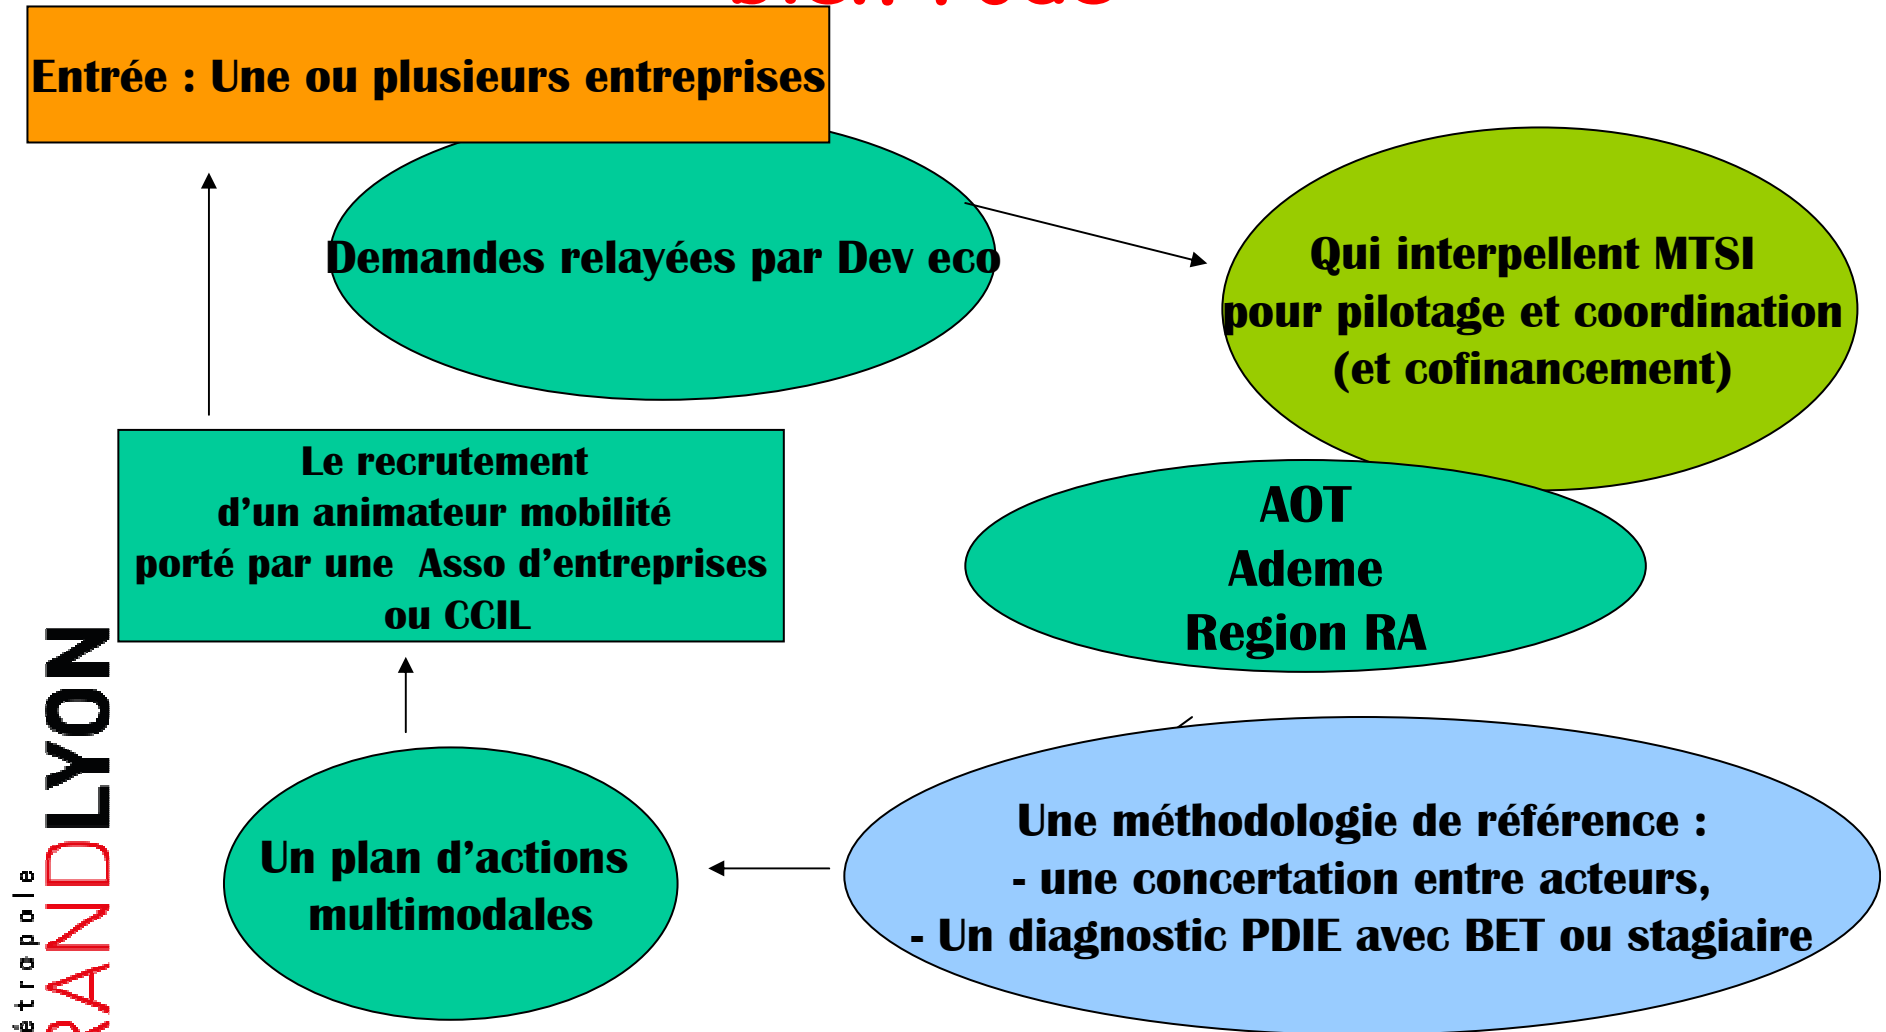 Entrée : Une ou plusieurs entreprises
Demandes relayées par Dev eco
Qui interpellent MTSI
pour pilotage et coordination
(et cofinancement)
AOT
Ademe
Region RA
Une méthodologie de référence :
- une concertation entre acteurs,
- Un diagnostic PDIE avec BET ou stagiaire
Un plan d’actions
multimodales
Le recrutement
d’un animateur mobilité
porté par une Asso d’entreprises
ou CCIL
étropole
RANDLYON